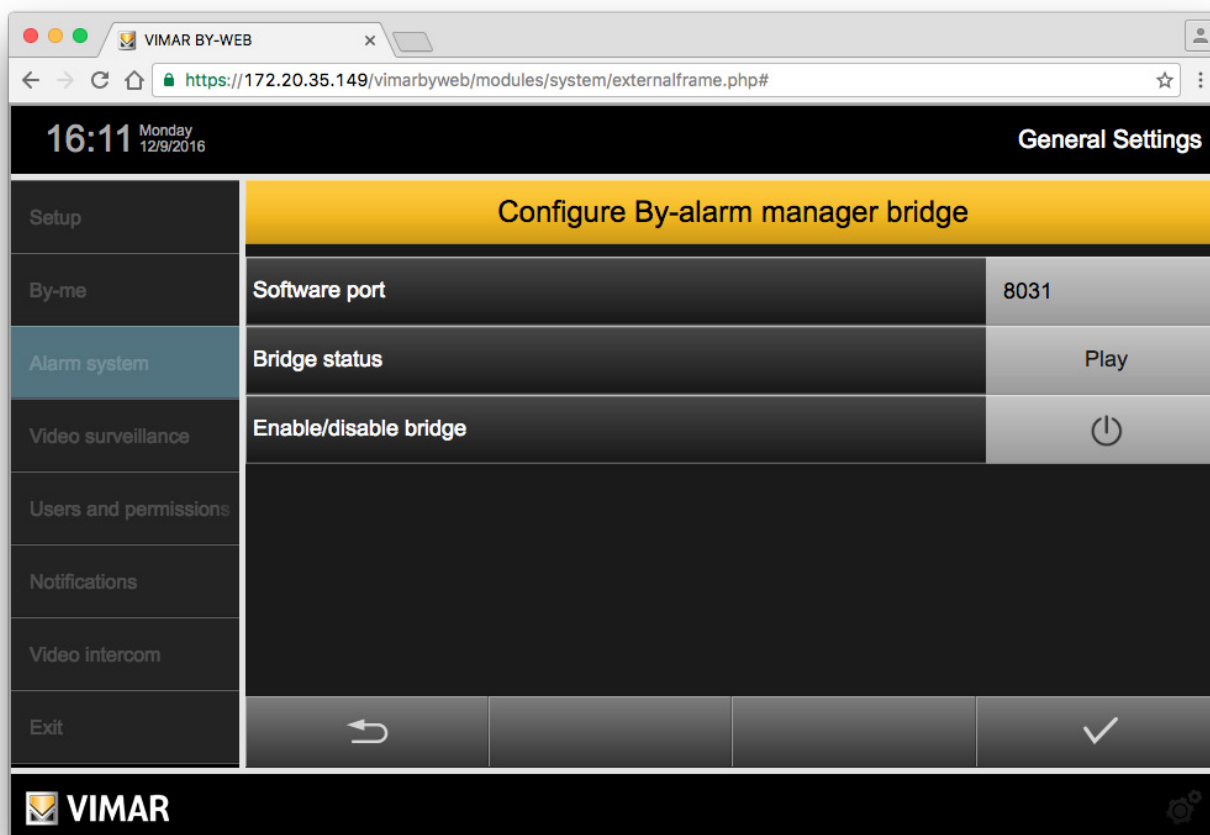 VIMAR BY-WEB
https://172.20.35.149/vimarbyweb/modules/system/externalframe.php#
16:11 Monday
12/9/2016
General Settings
Setup
By-me
Alarm system
Video surveillance
Users and permissions
Notifications
Video intercom
Exit
Configure By-alarm manager bridge
Software port 8031
Bridge status Play
Enable/disable bridge
VIMAR